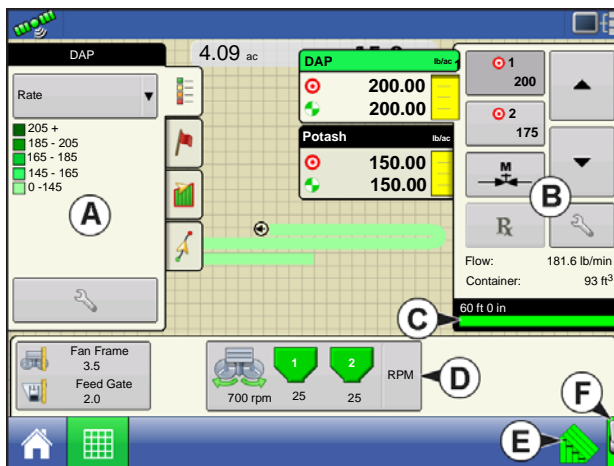 DAP
Rate
205 +
185 - 205
165 - 185
145 - 165
0 -145
A
4.09 ac
DAP lb/ac
200.00
200.00
Potash lb/ac
150.00
150.00
1
200
2
175
M
B
Rx
Flow: 181.6 lb/min
Container: 93 ft³
60 ft 0 in
C
Fan Frame
3.5
Feed Gate
2.0
700 rpm
1
25
2
25
RPM
D
E
F